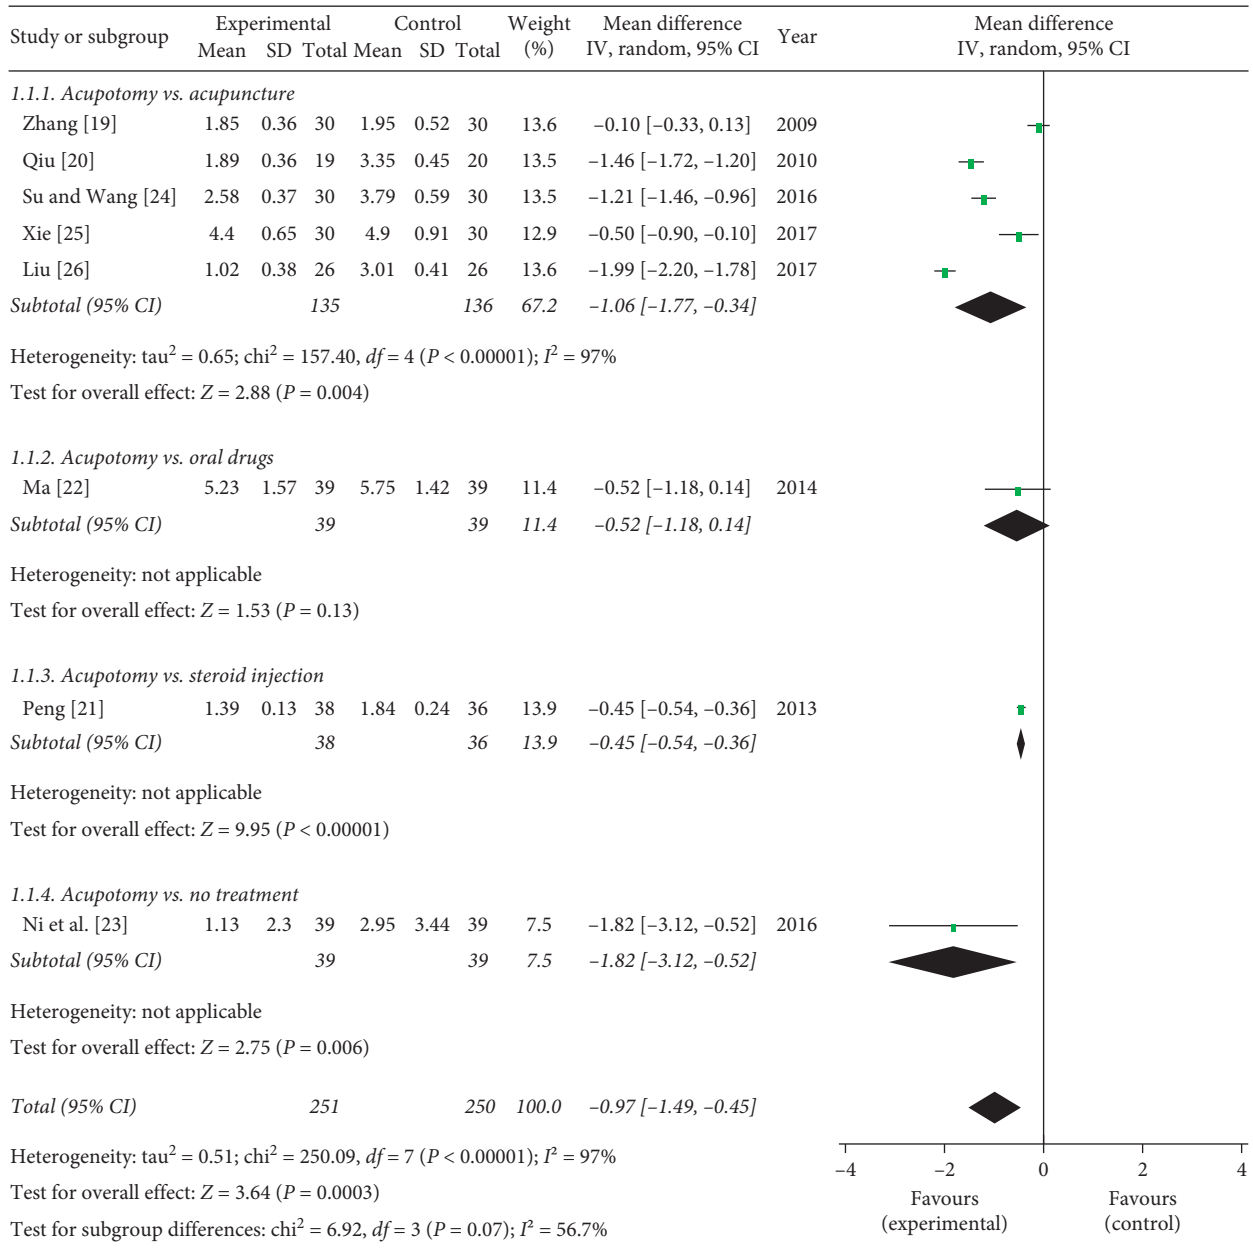 Study or subgroup Experimental Control Weight (%) Mean difference IV, random, 95% CI Year Mean difference IV, random, 95% CI
Mean SD Total Mean SD Total
1.1.1. Acupotomy vs. acupuncture
Zhang [19] 1.85 0.36 30 1.95 0.52 30 13.6 –0.10 [–0.33, 0.13] 2009
Qiu [20] 1.89 0.36 19 3.35 0.45 20 13.5 –1.46 [–1.72, –1.20] 2010
Su and Wang [24] 2.58 0.37 30 3.79 0.59 30 13.5 –1.21 [–1.46, –0.96] 2016
Xie [25] 4.4 0.65 30 4.9 0.91 30 12.9 –0.50 [–0.90, –0.10] 2017
Liu [26] 1.02 0.38 26 3.01 0.41 26 13.6 –1.99 [–2.20, –1.78] 2017
Subtotal (95% CI) 135 136 67.2 –1.06 [–1.77, –0.34]
Heterogeneity: tau² = 0.65; chi² = 157.40, df = 4 (P < 0.00001); I² = 97%
Test for overall effect: Z = 2.88 (P = 0.004)
1.1.2. Acupotomy vs. oral drugs
Ma [22] 5.23 1.57 39 5.75 1.42 39 11.4 –0.52 [–1.18, 0.14] 2014
Subtotal (95% CI) 39 39 11.4 –0.52 [–1.18, 0.14]
Heterogeneity: not applicable
Test for overall effect: Z = 1.53 (P = 0.13)
1.1.3. Acupotomy vs. steroid injection
Peng [21] 1.39 0.13 38 1.84 0.24 36 13.9 –0.45 [–0.54, –0.36] 2013
Subtotal (95% CI) 38 36 13.9 –0.45 [–0.54, –0.36]
Heterogeneity: not applicable
Test for overall effect: Z = 9.95 (P < 0.00001)
1.1.4. Acupotomy vs. no treatment
Ni et al. [23] 1.13 2.3 39 2.95 3.44 39 7.5 –1.82 [–3.12, –0.52] 2016
Subtotal (95% CI) 39 39 7.5 –1.82 [–3.12, –0.52]
Heterogeneity: not applicable
Test for overall effect: Z = 2.75 (P = 0.006)
Total (95% CI) 251 250 100.0 –0.97 [–1.49, –0.45]
Heterogeneity: tau² = 0.51; chi² = 250.09, df = 7 (P < 0.00001); I² = 97%
Test for overall effect: Z = 3.64 (P = 0.0003)
Test for subgroup differences: chi² = 6.92, df = 3 (P = 0.07); I² = 56.7%
–4 –2 0 2 4
Favours (experimental) Favours (control)